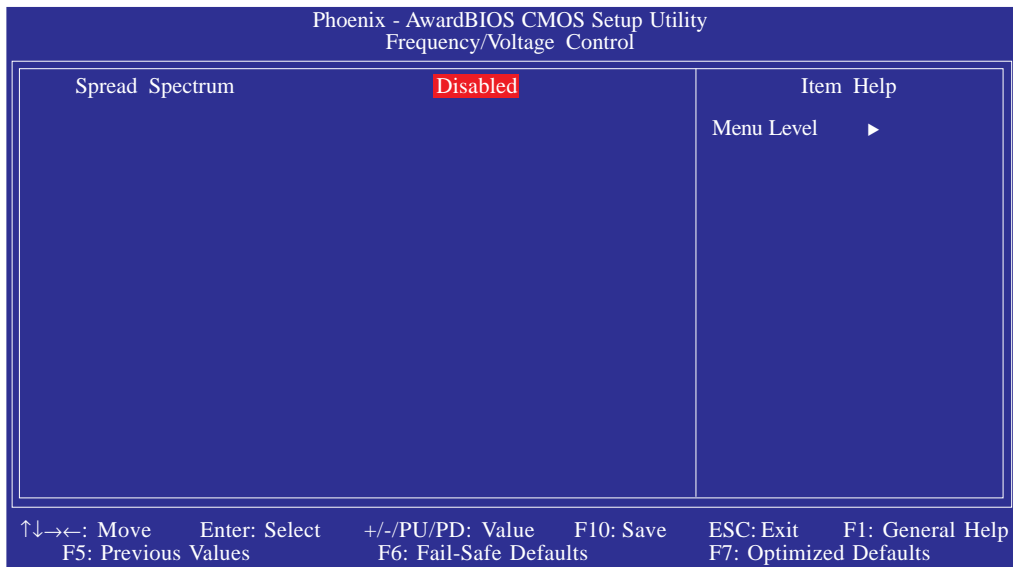 Phoenix - AwardBIOS CMOS Setup Utility
Frequency/Voltage Control
Spread Spectrum Disabled
Item Help
Menu Level ▶
↑↓→←: Move Enter: Select +/-/PU/PD: Value F10: Save ESC: Exit F1: General Help
F5: Previous Values F6: Fail-Safe Defaults F7: Optimized Defaults